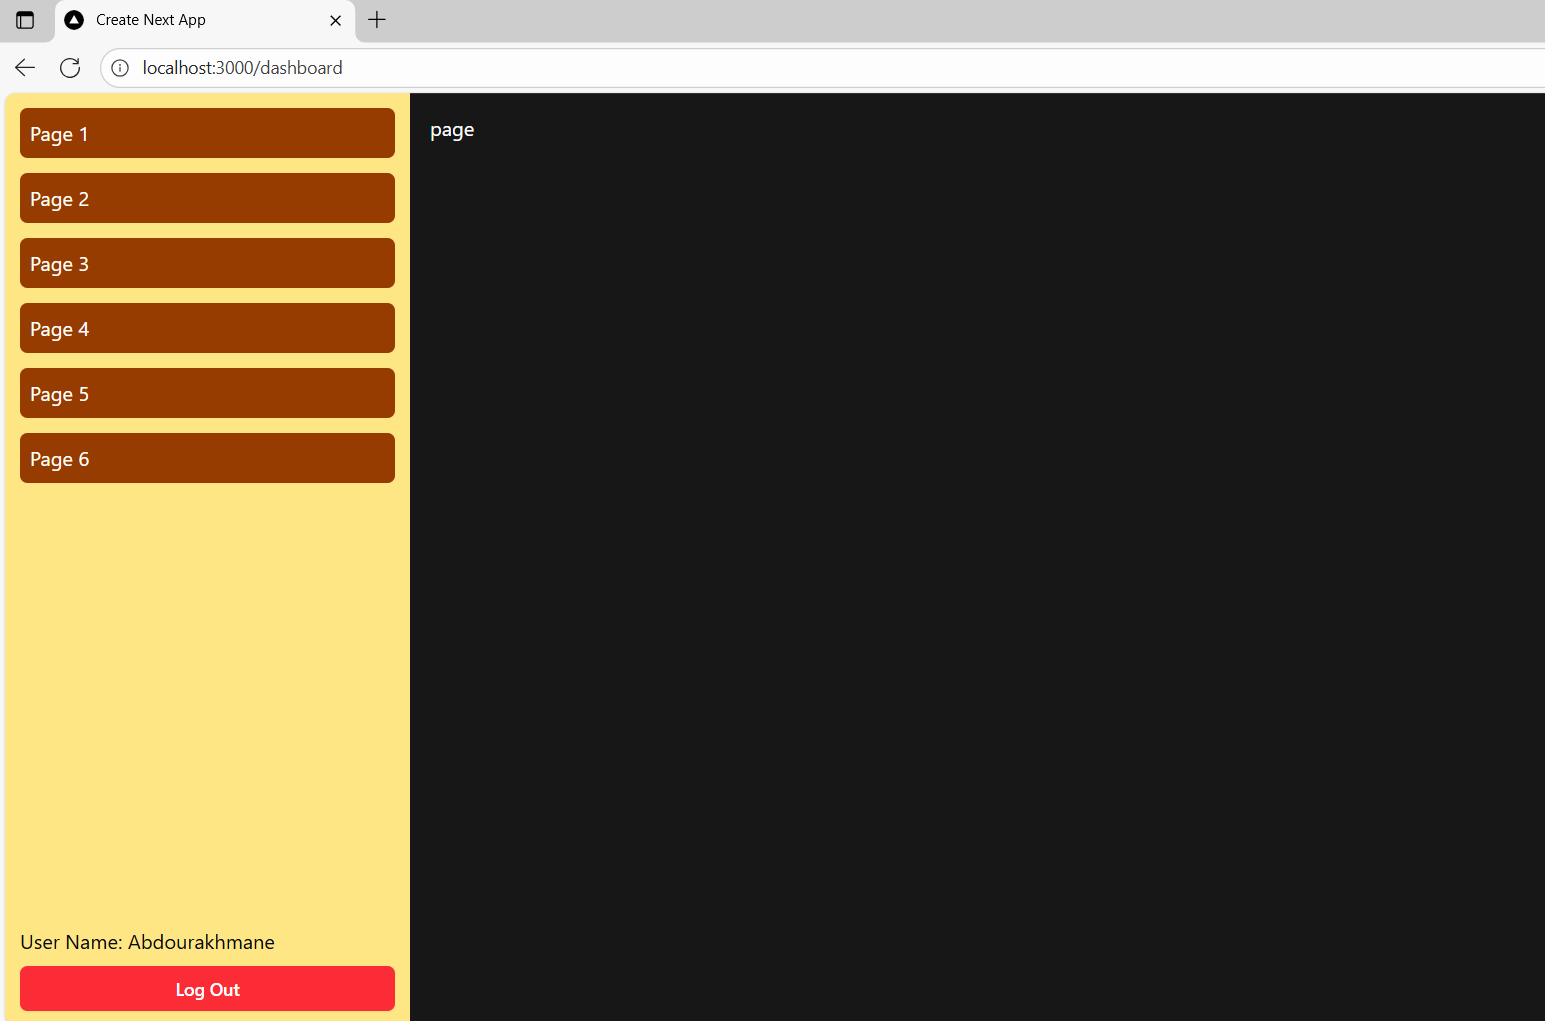 Create Next App
localhost:3000/dashboard
Page 1
Page 2
Page 3
Page 4
Page 5
Page 6
User Name: Abdourakhmane
Log Out
page